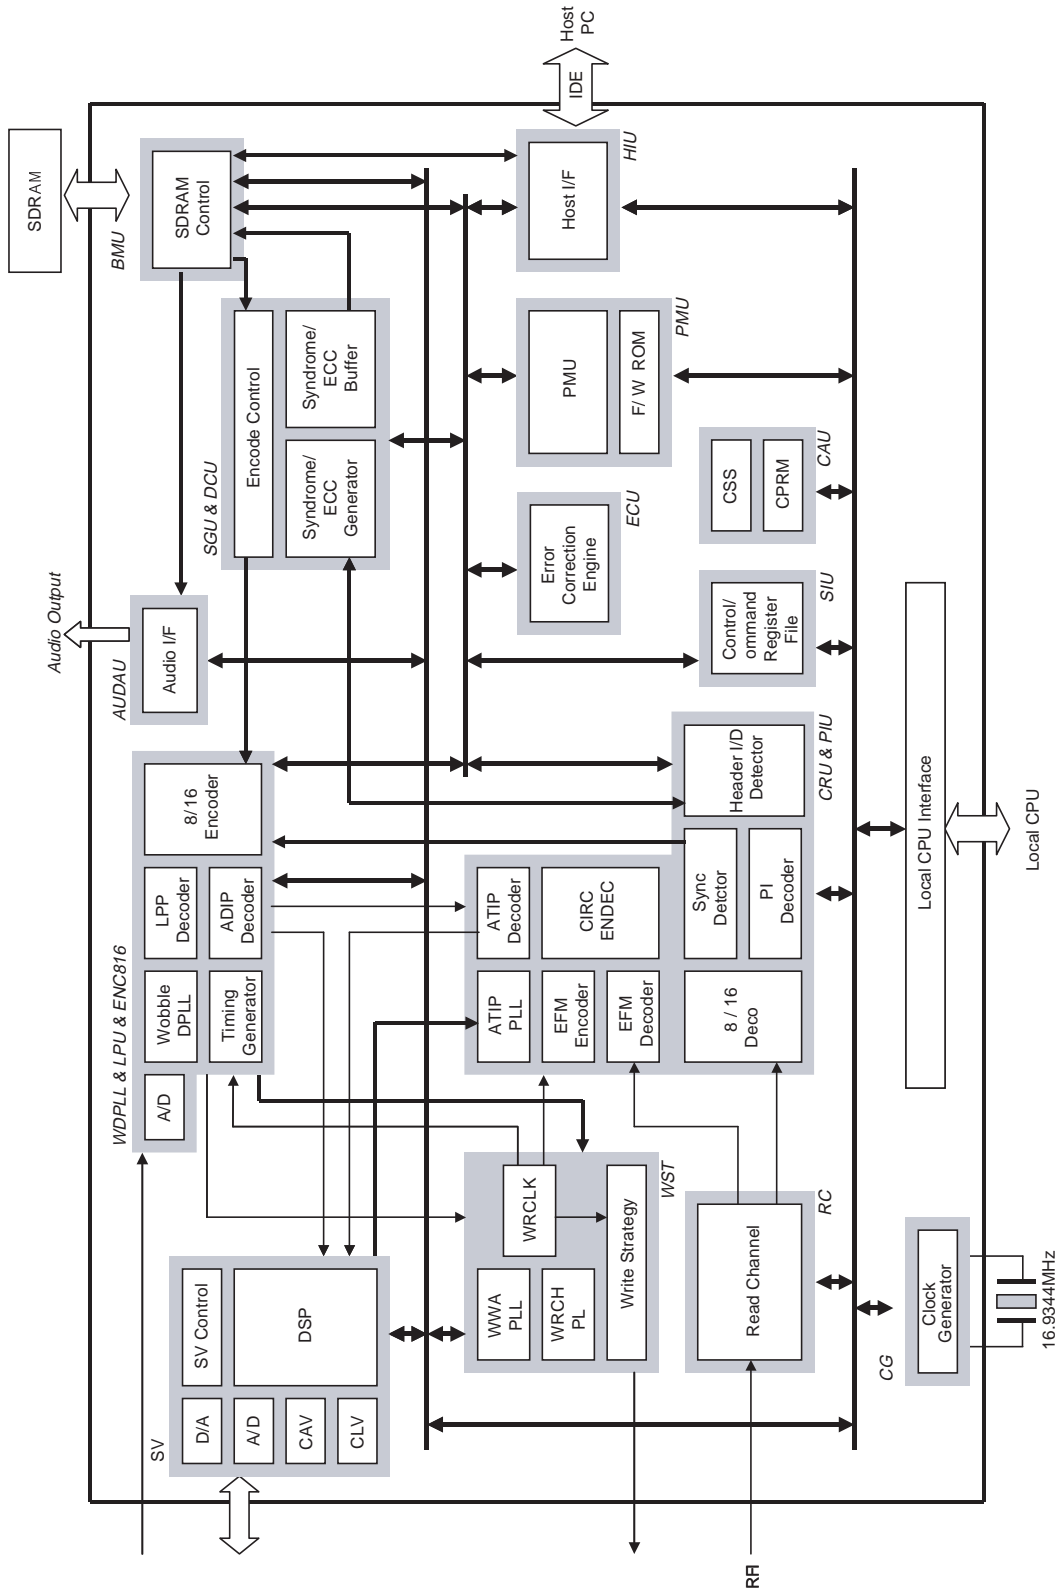 SDRAM
BMU
SDRAM
Control
Host
PC
IDE
HIU
Host I/F
Audio Output
AUDAU
Audio I/F
SGU & DCU
Encode Control
Syndrome/
ECC
Generator
Syndrome/
ECC
Buffer
ECU
Error
Correction
Engine
PMU
F/ W ROM
PMU
CAU
CSS
CPRM
SIU
Control/
ommand
Register
File
WDPLL & LPU & ENC816
A/D
Wobble
DPLL
LPP
Decoder
8/16
Encoder
Timing
Generator
ADIP
Decoder
ATIP
PLL
ATIP
Decoder
EFM
Encoder
CIRC
ENDEC
EFM
Decoder
8 / 16
Deco
Sync
Detctor
PI
Decoder
Header I/D
Detector
CRU & PIU
SV
D/A
SV Control
A/D
DSP
CAV
CLV
WWA
PLL
WRCLK
WRCH
PL
Write Strategy
WST
Read Channel
RC
RFI
CG
Clock
Generator
16.9344MHz
Local CPU Interface
Local CPU